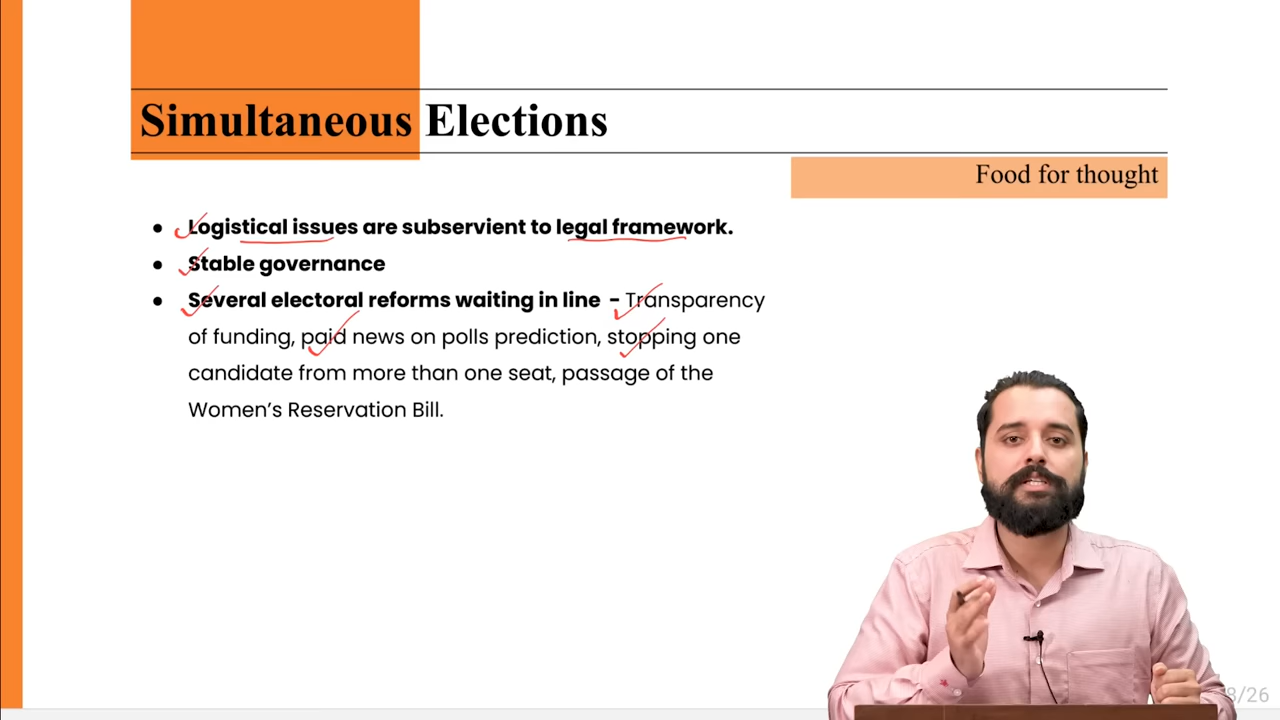 Simultaneous Elections
Food for thought
● Logistical issues are subservient to legal framework.
● Stable governance
● Several electoral reforms waiting in line - Transparency
of funding, paid news on polls prediction, stopping one
candidate from more than one seat, passage of the
Women's Reservation Bill.
8/26